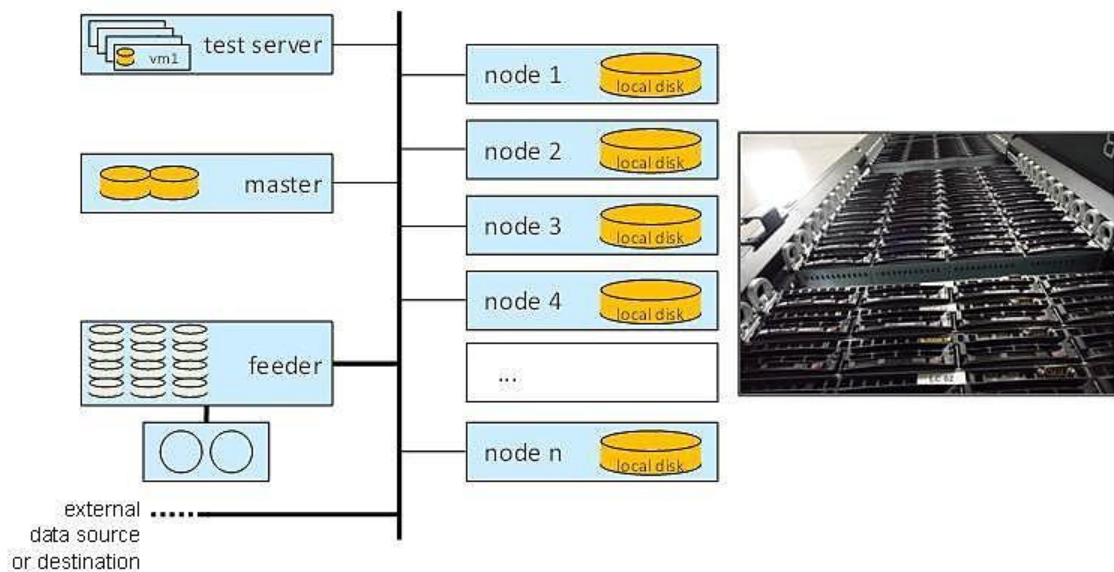 test server
vm1
master
feeder
external
data source
or destination
node 1
local disk
node 2
local disk
node 3
local disk
node 4
local disk
...
node n
local disk